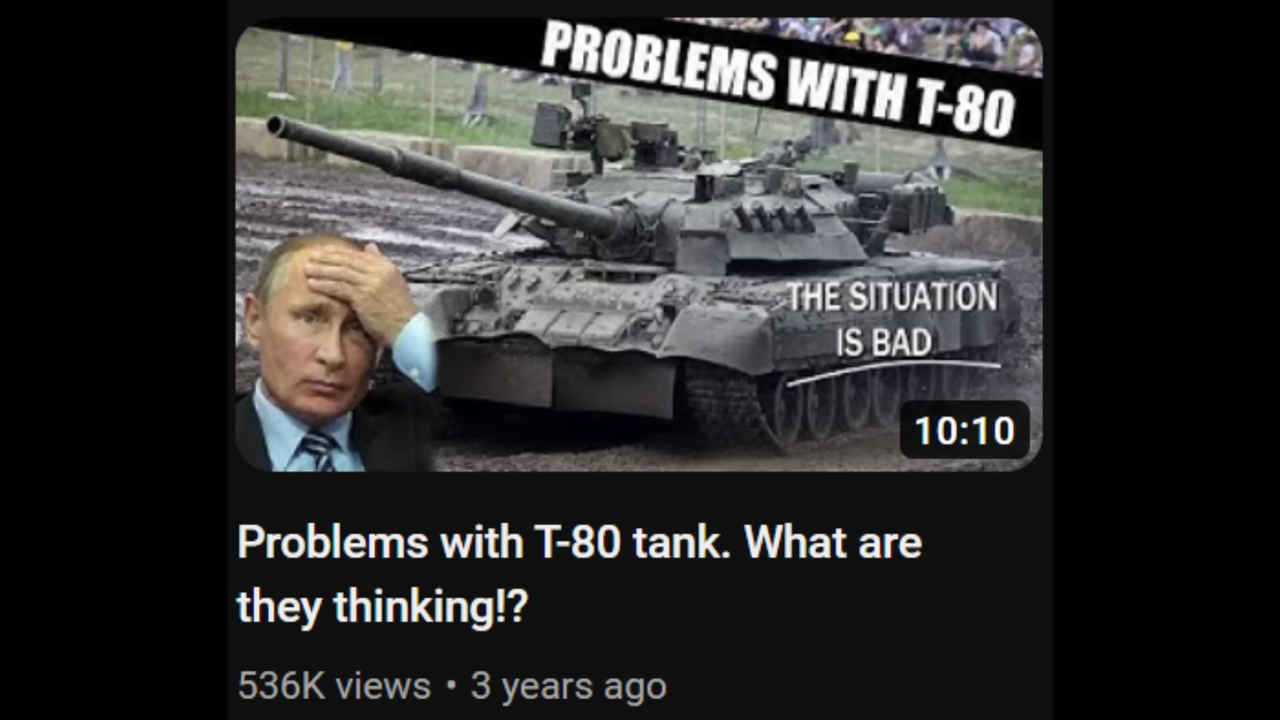 PROBLEMS WITH T-80
THE SITUATION
IS BAD
10:10
Problems with T-80 tank. What are
they thinking!?
536K views • 3 years ago